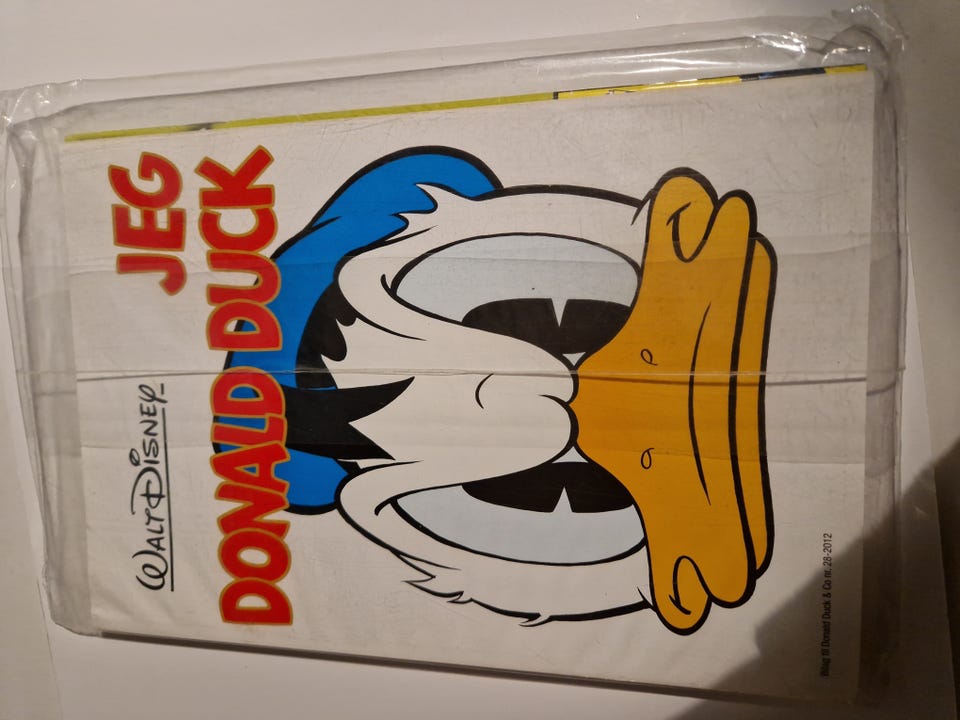 WALT DISNEY
JEG
DONALD DUCK
Bilag til Donald Duck & Co nr. 28-2012